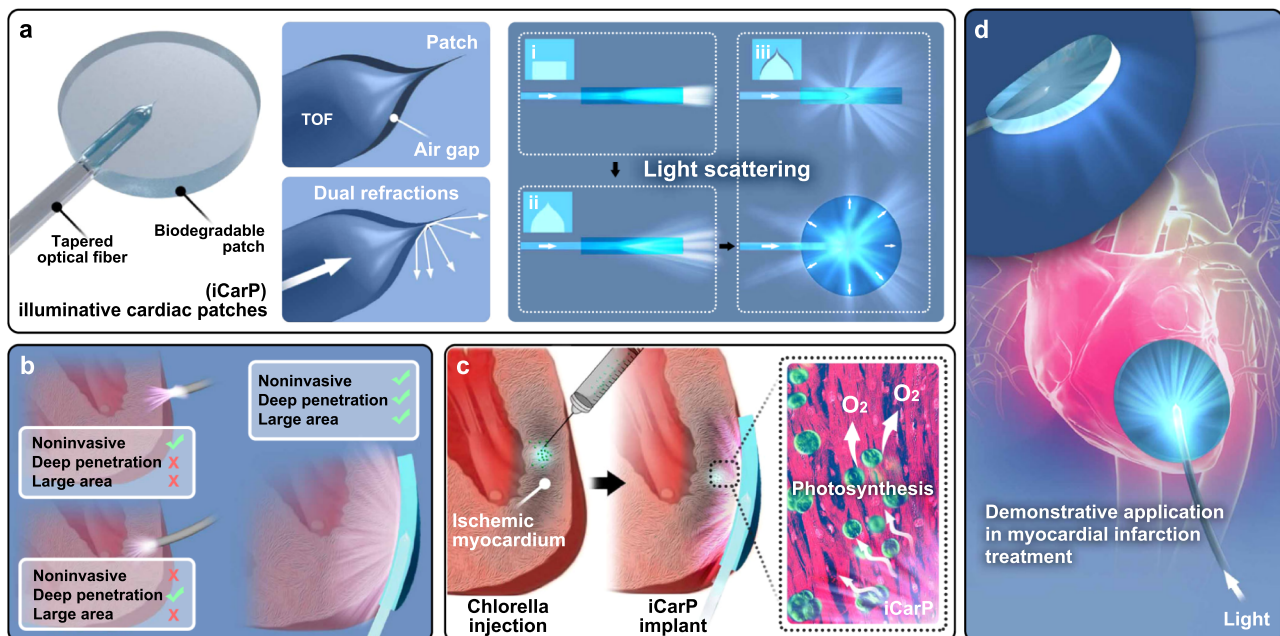 a
Tapered
optical fiber
Biodegradable
patch
(iCarP)
illuminative cardiac patches
Patch
TOF
Air gap
Dual refractions
i
ii
iii
Light scattering
b
Noninvasive ✓
Deep penetration X
Large area X
Noninvasive X
Deep penetration ✓
Large area X
Noninvasive ✓
Deep penetration ✓
Large area ✓
c
Ischemic
myocardium
Chlorella
injection
iCarP
implant
O2
O2
Photosynthesis
iCarP
d
Demonstrative application
in myocardial infarction
treatment
Light